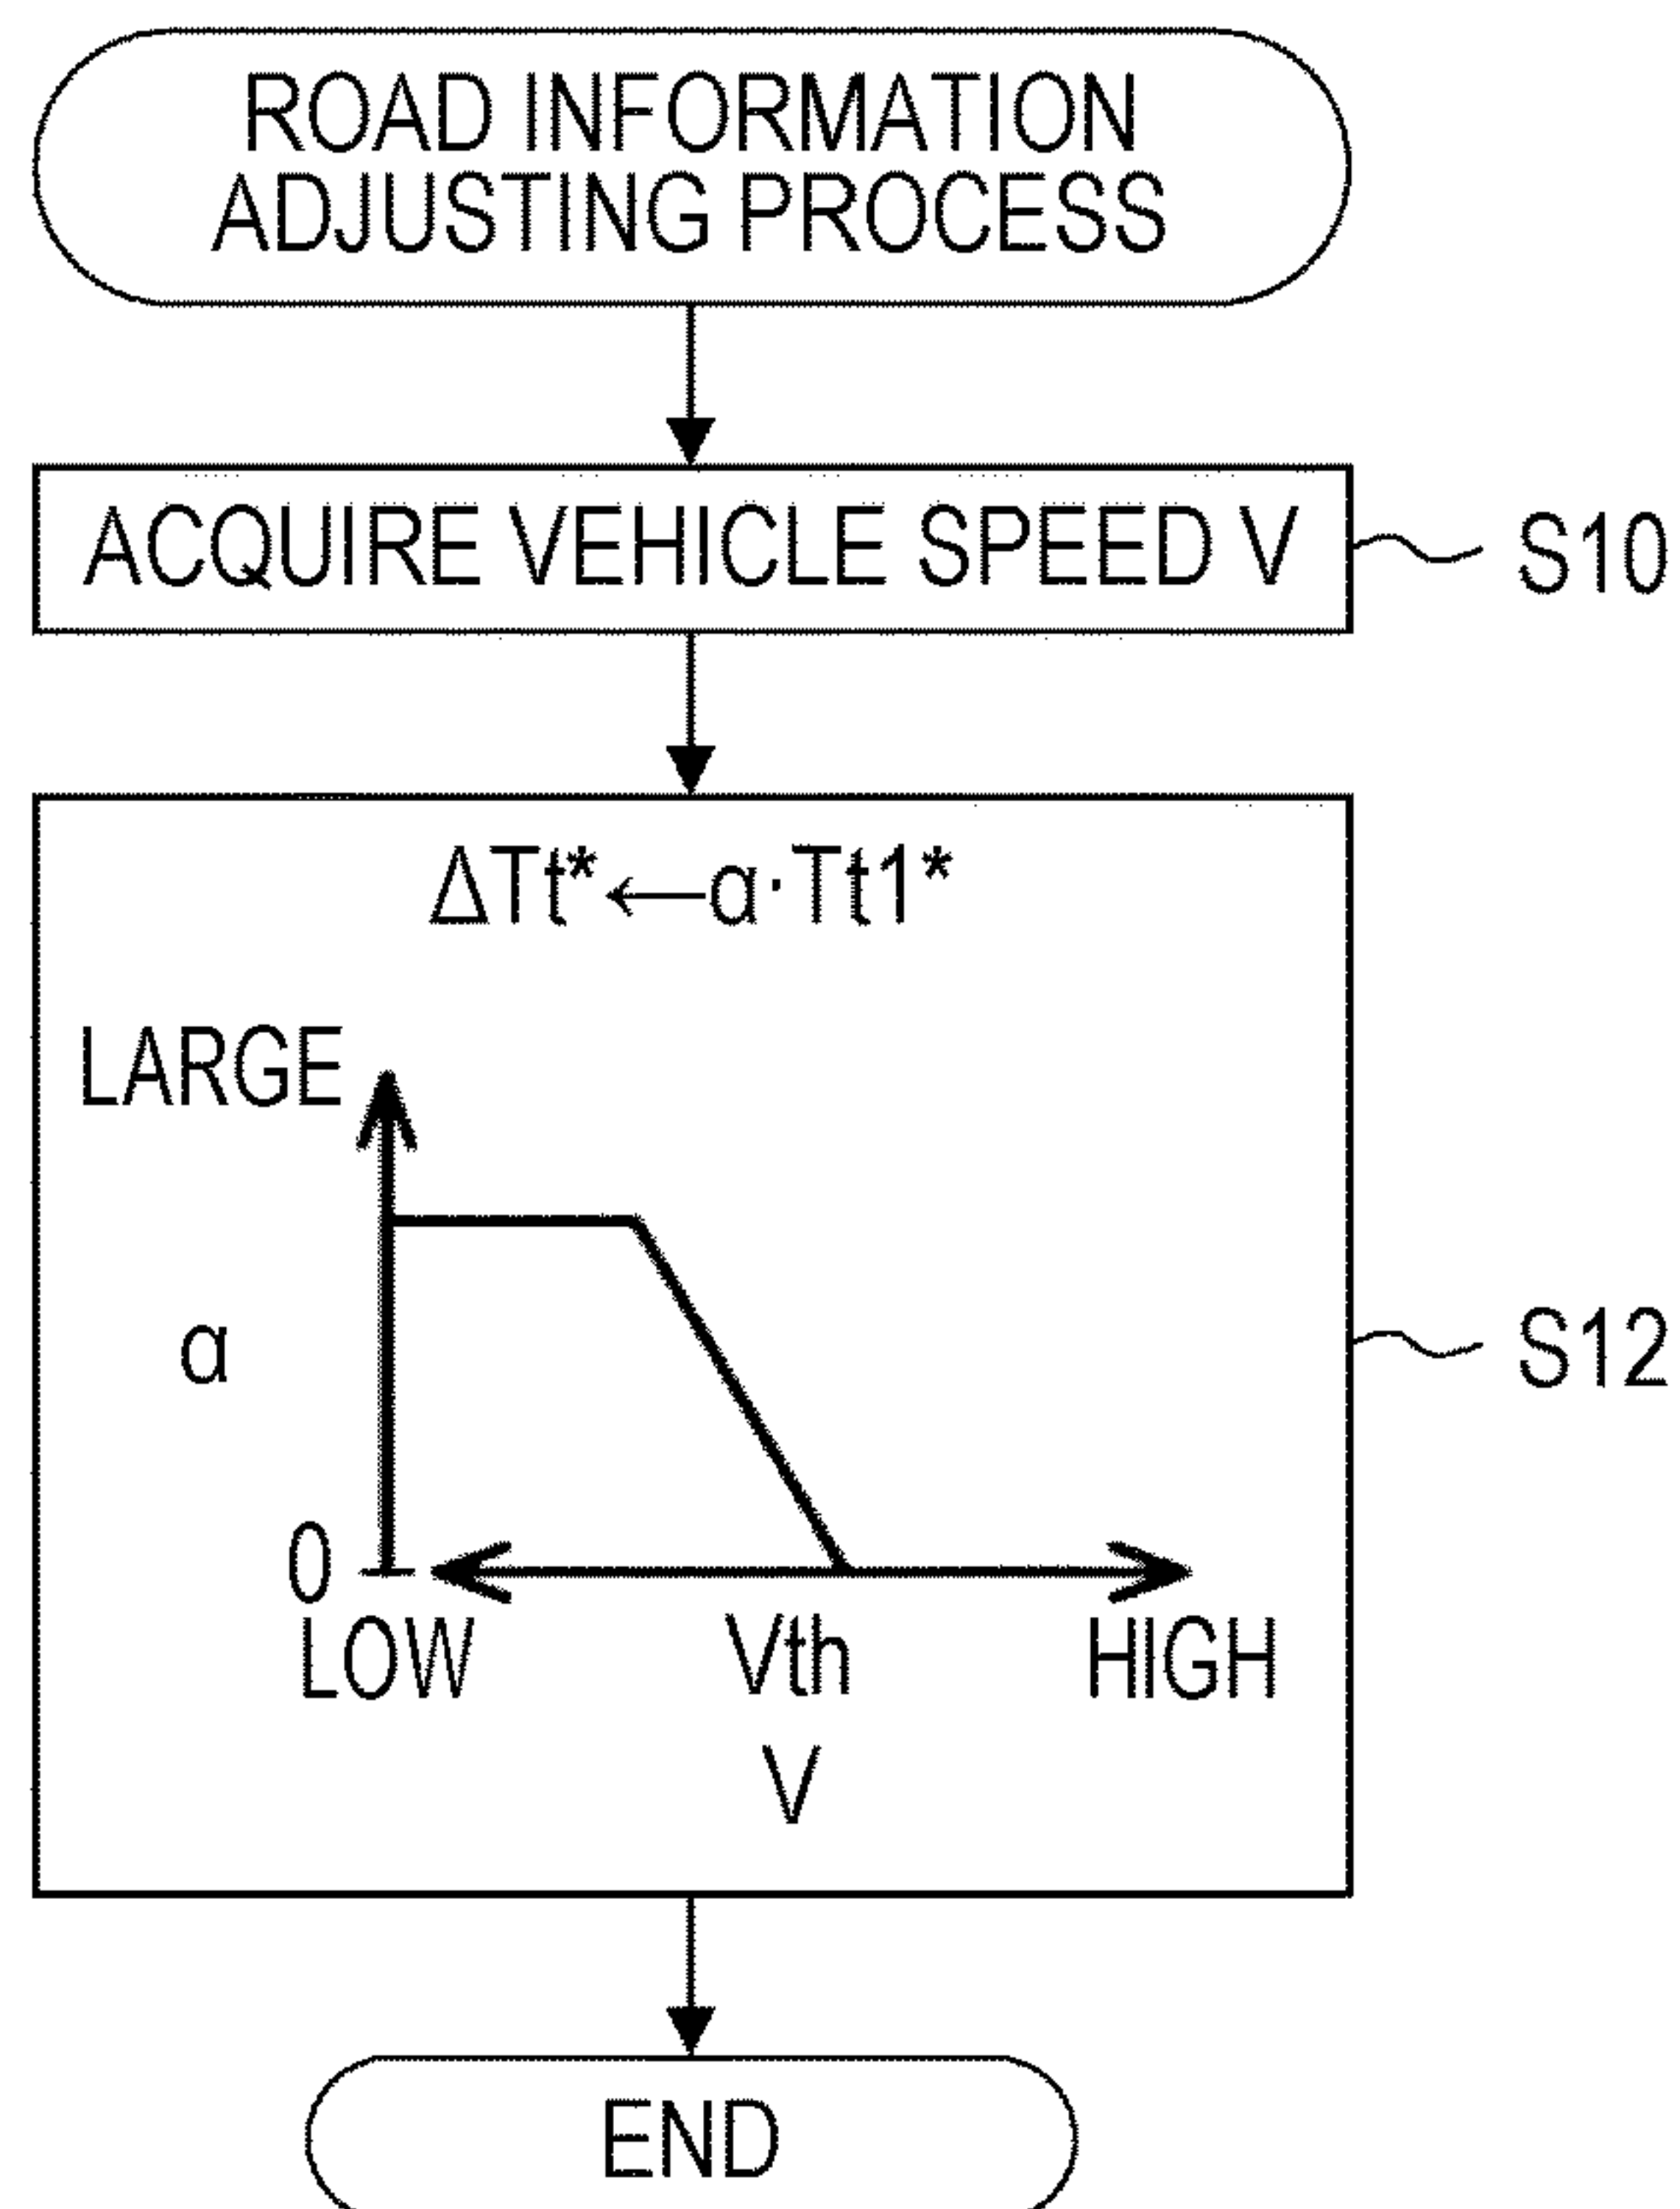 ROAD INFORMATION
ADJUSTING PROCESS
ACQUIRE VEHICLE SPEED V
S10
ΔTt*←α·Tt1*
LARGE
α
S12
0
LOW
Vth
HIGH
V
END